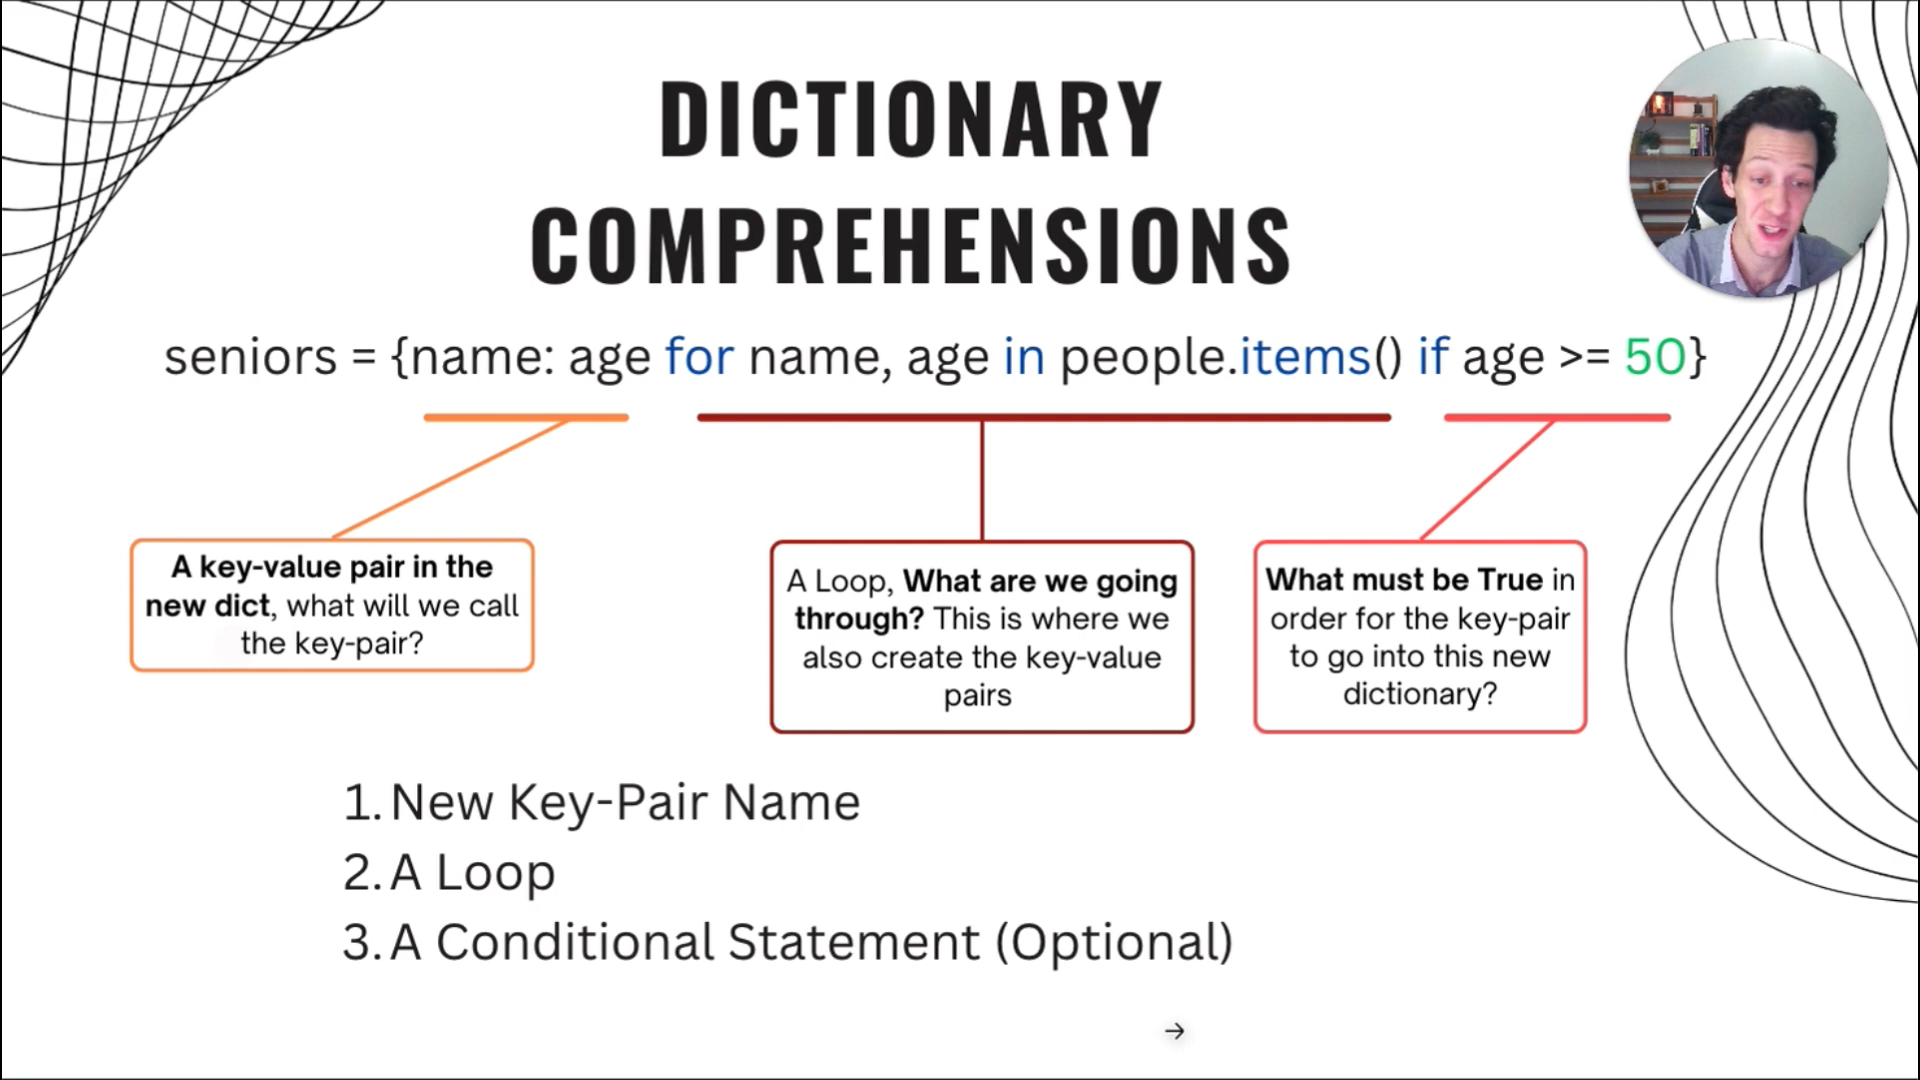 DICTIONARY
COMPREHENSIONS
seniors = {name: age for name, age in people.items() if age >= 50}
A key-value pair in the
new dict, what will we call
the key-pair?
A Loop, What are we going
through? This is where we
also create the key-value
pairs
What must be True in
order for the key-pair
to go into this new
dictionary?
1. New Key-Pair Name
2. A Loop
3. A Conditional Statement (Optional)